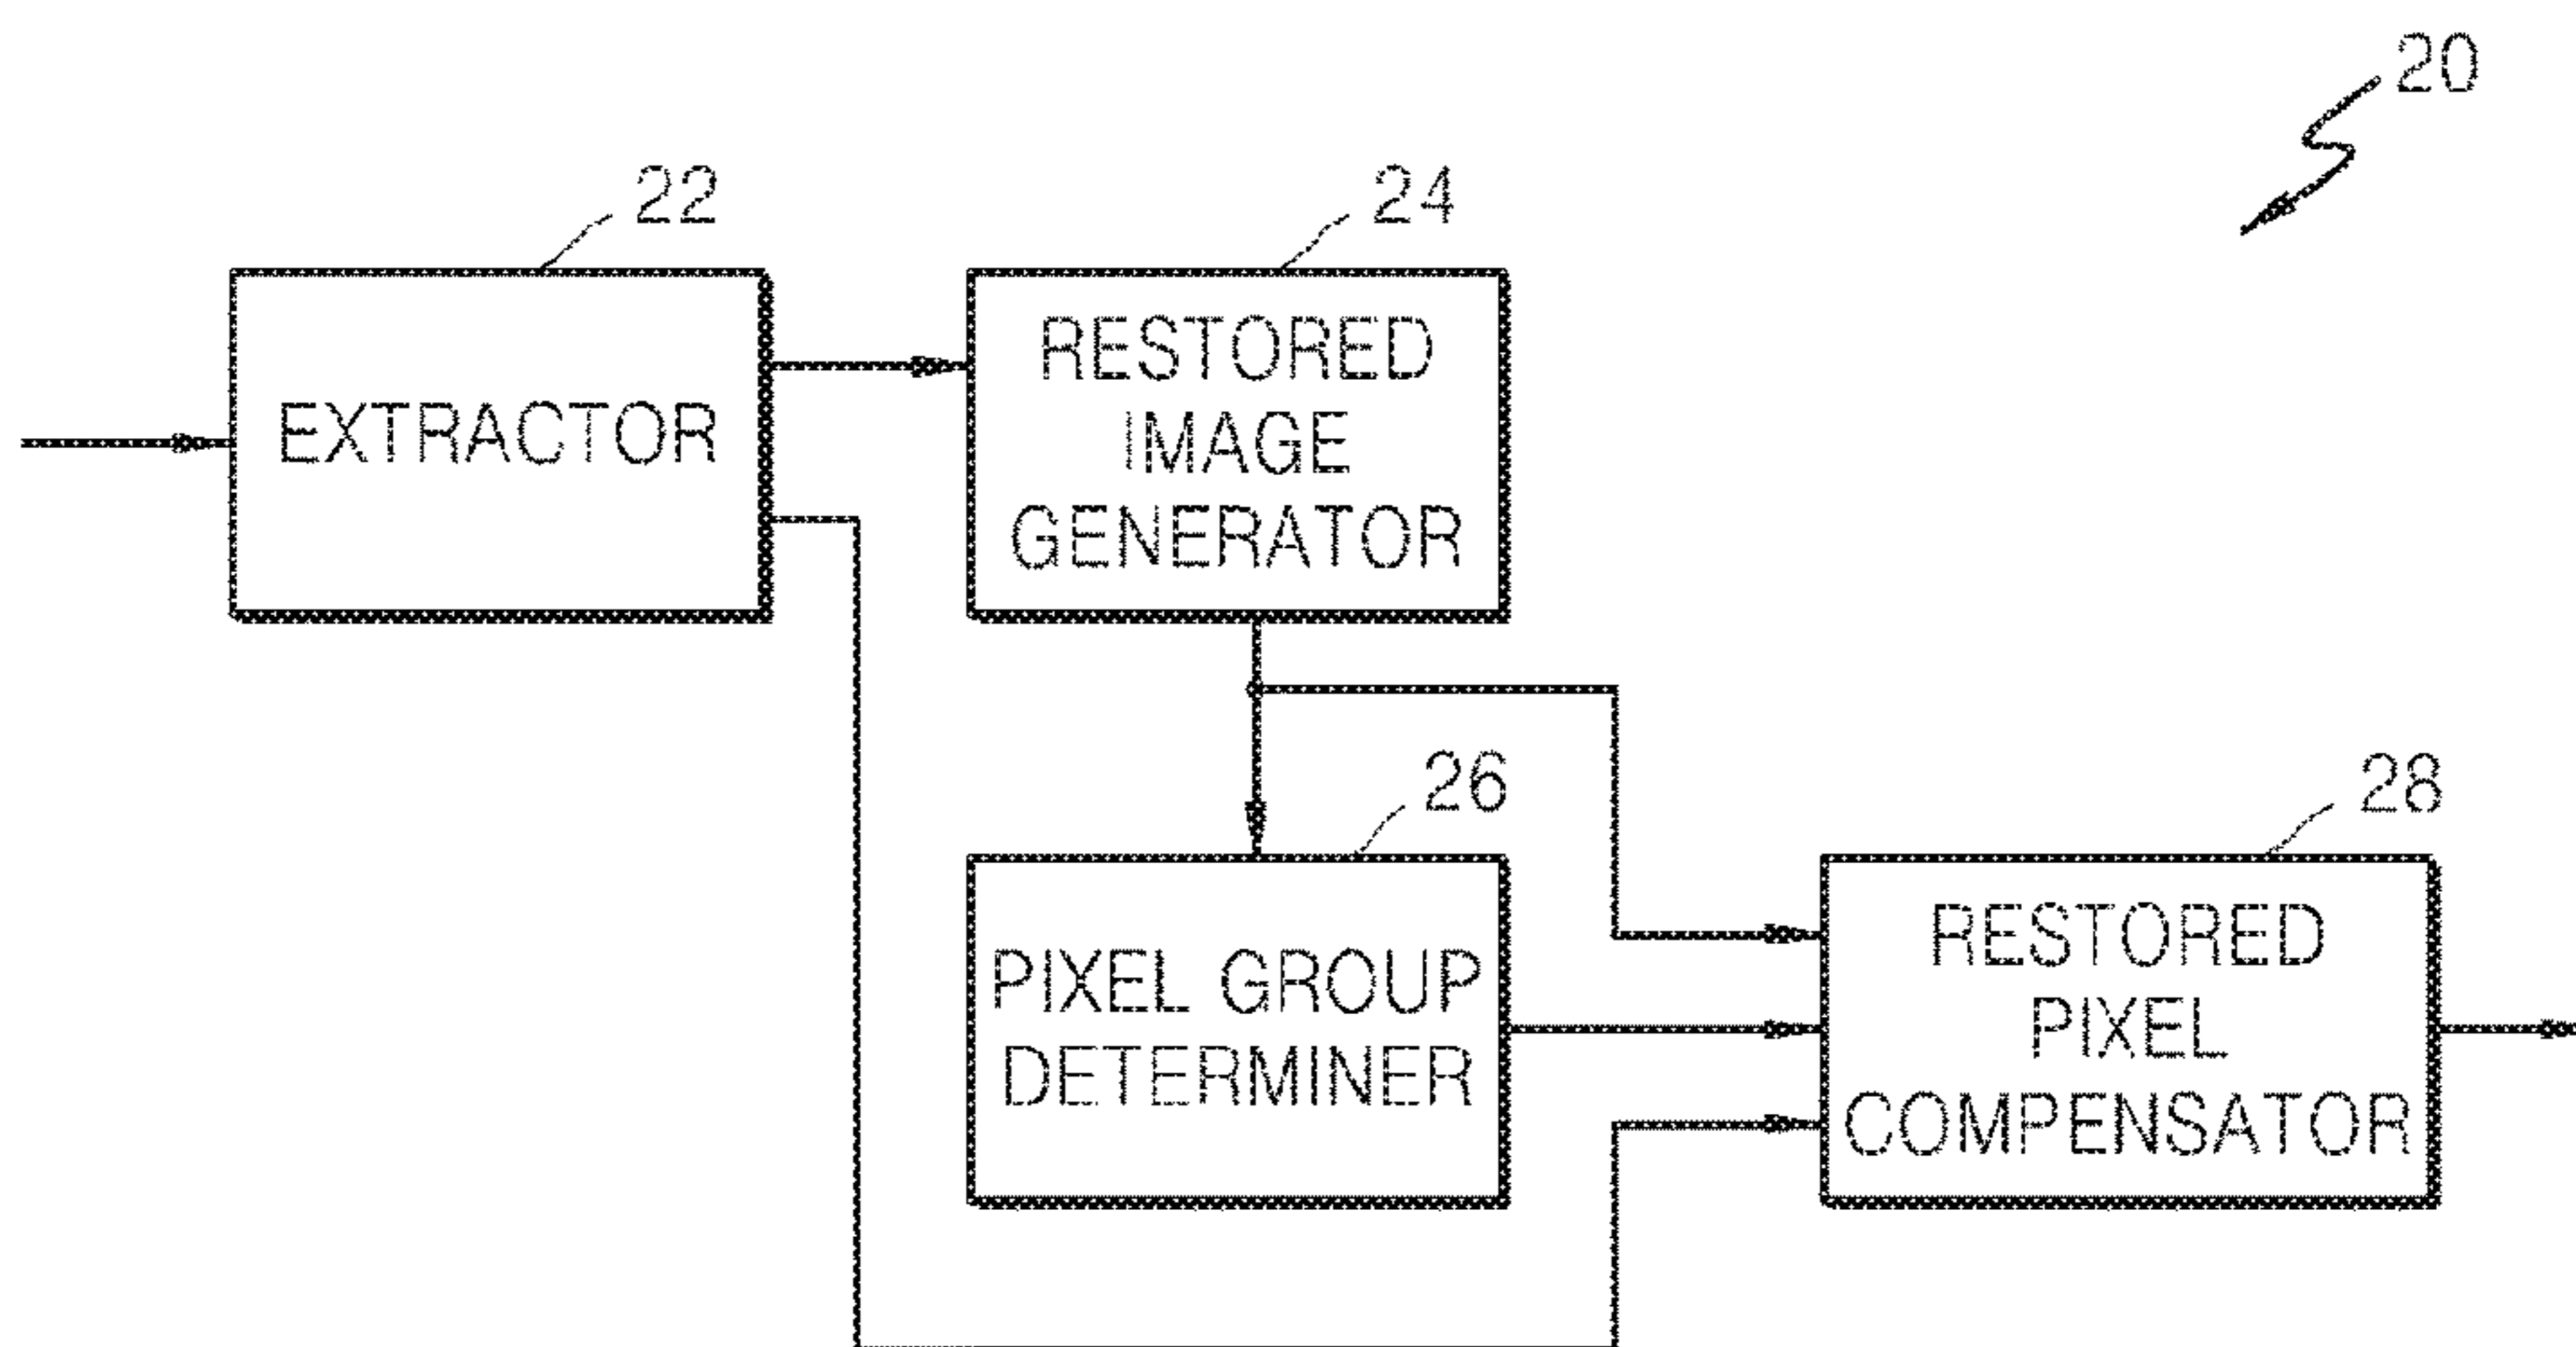 20
22
24
EXTRACTOR
RESTORED
IMAGE
GENERATOR
26
28
PIXEL GROUP
DETERMINER
RESTORED
PIXEL
COMPENSATOR